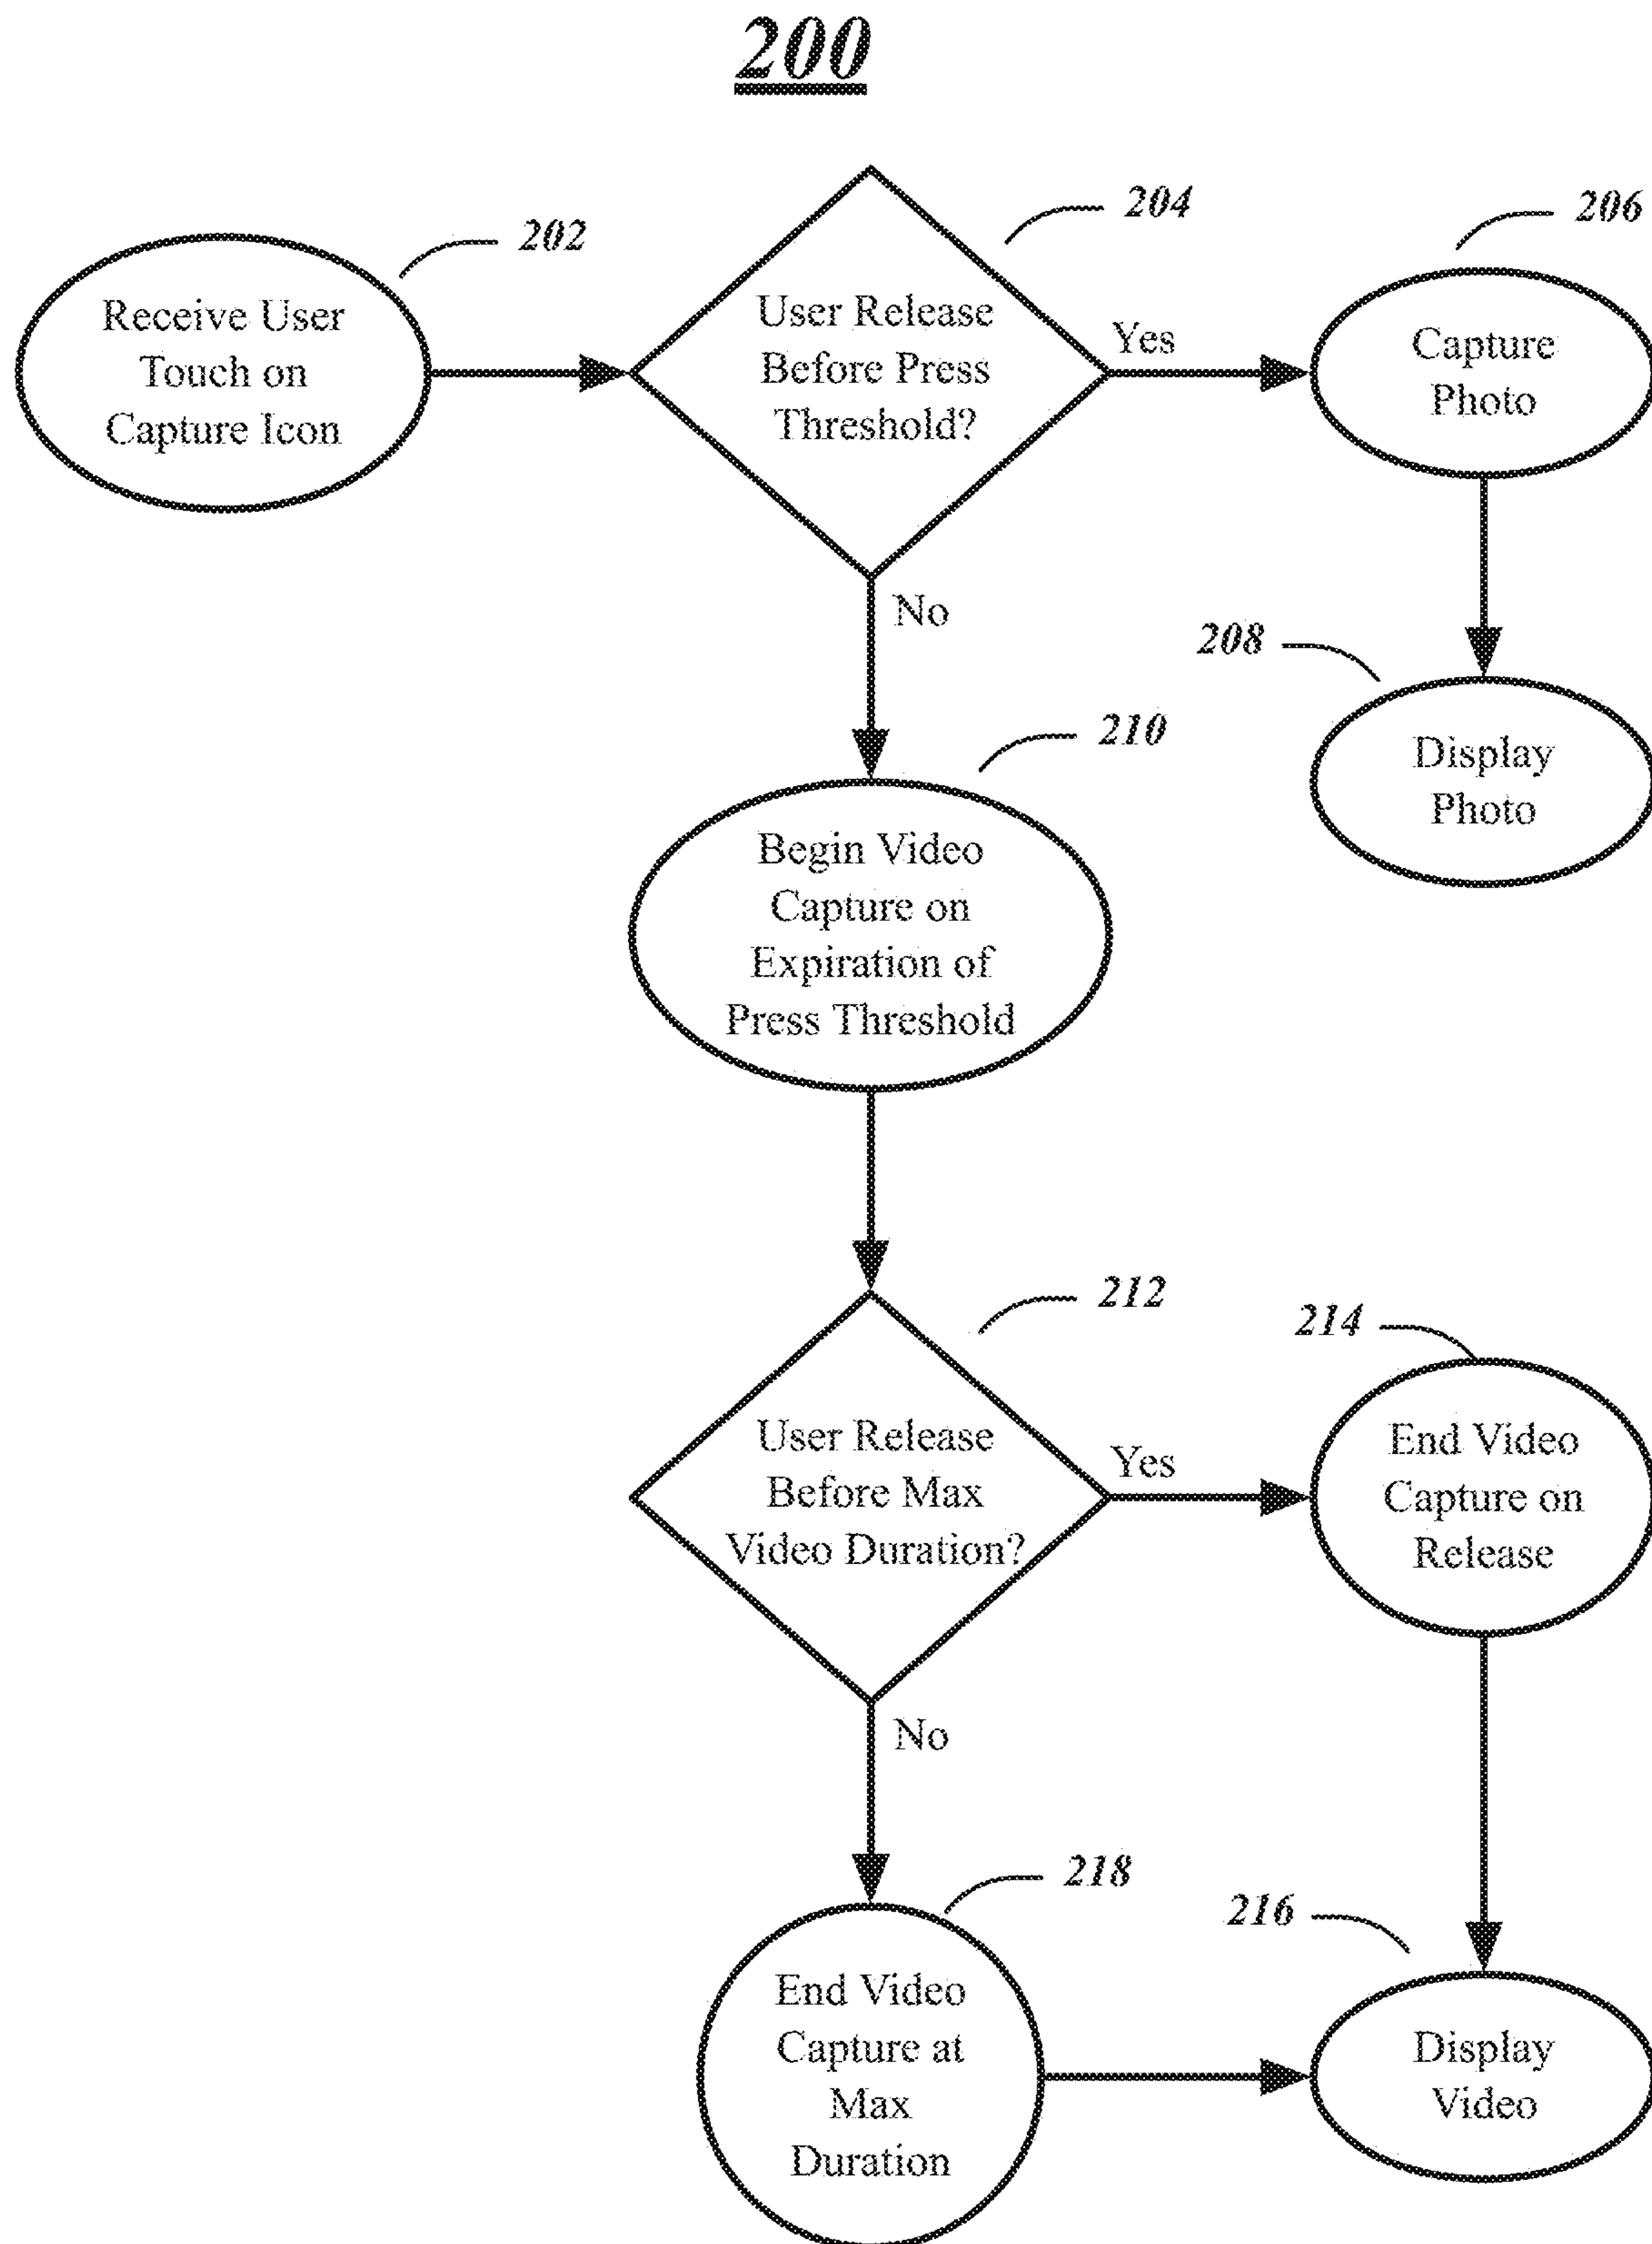 200
202
Receive User
Touch on
Capture Icon
204
User Release
Before Press
Threshold?
Yes
206
Capture
Photo
No
208
Display
Photo
210
Begin Video
Capture on
Expiration of
Press Threshold
212
User Release
Before Max
Video Duration?
Yes
214
End Video
Capture on
Release
No
218
End Video
Capture at
Max
Duration
216
Display
Video